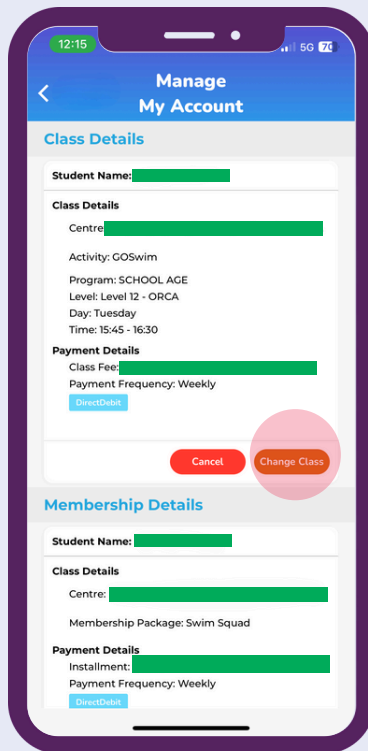 12:15
5G 70
Manage
My Account
Class Details
Student Name:
Class Details
Centre
Activity: GOSwim
Program: SCHOOL AGE
Level: Level 12 - ORCA
Day: Tuesday
Time: 15:45 - 16:30
Payment Details
Class Fee:
Payment Frequency: Weekly
DirectDebit
Cancel
Change Class
Membership Details
Student Name:
Class Details
Centre:
Membership Package: Swim Squad
Payment Details
Installment:
Payment Frequency: Weekly
DirectDebit